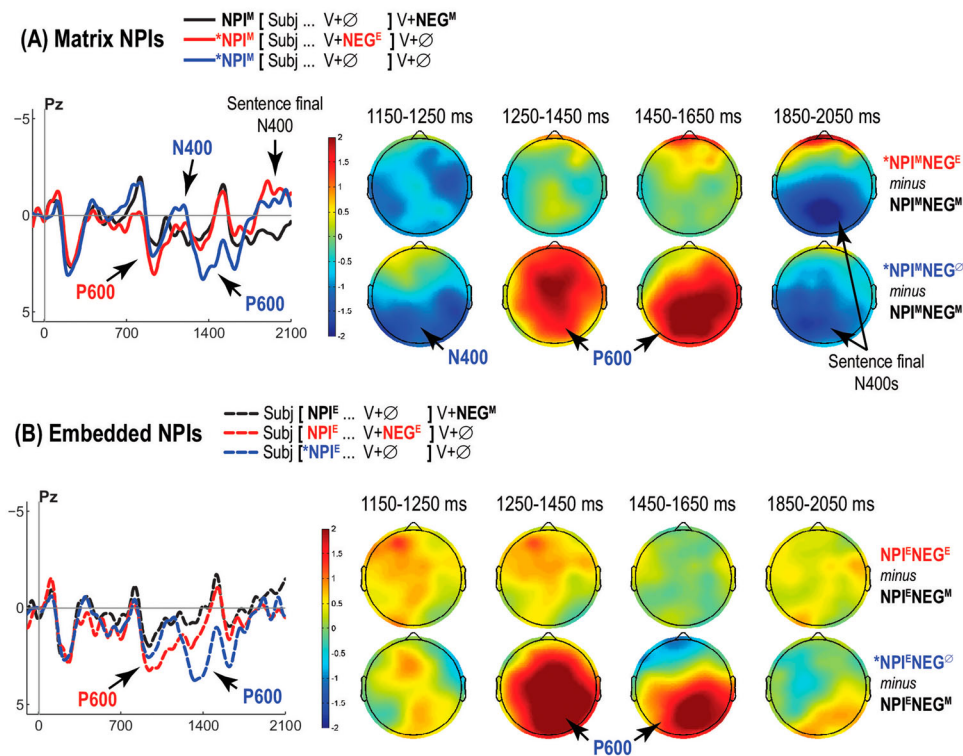 (A) Matrix NPIs
NPIᴹ [ Subj ... V+∅ ] V+NEGᴹ
*NPIᴹ [ Subj ... V+NEGᴱ ] V+∅
*NPIᴹ [ Subj ... V+∅ ] V+∅
Pz
Sentence final
N400
N400
P600
P600
−5
0
5
0 700 1400 2100
2
1.5
1
0.5
0
-0.5
-1
-1.5
-2
1150-1250 ms 1250-1450 ms 1450-1650 ms 1850-2050 ms
*NPIᴹNEGᴱ
minus
NPIᴹNEGᴹ
*NPIᴹNEG^∅
minus
NPIᴹNEGᴹ
N400
P600
Sentence final
N400s
(B) Embedded NPIs
Subj [ NPIᴱ ... V+∅ ] V+NEGᴹ
Subj [ NPIᴱ ... V+NEGᴱ ] V+∅
Subj [*NPIᴱ ... V+∅ ] V+∅
Pz
−5
0
5
P600
P600
0 700 1400 2100
2
1.5
1
0.5
0
-0.5
-1
-1.5
-2
1150-1250 ms 1250-1450 ms 1450-1650 ms 1850-2050 ms
NPIᴱNEGᴱ
minus
NPIᴱNEGᴹ
*NPIᴱNEG^∅
minus
NPIᴱNEGᴹ
P600